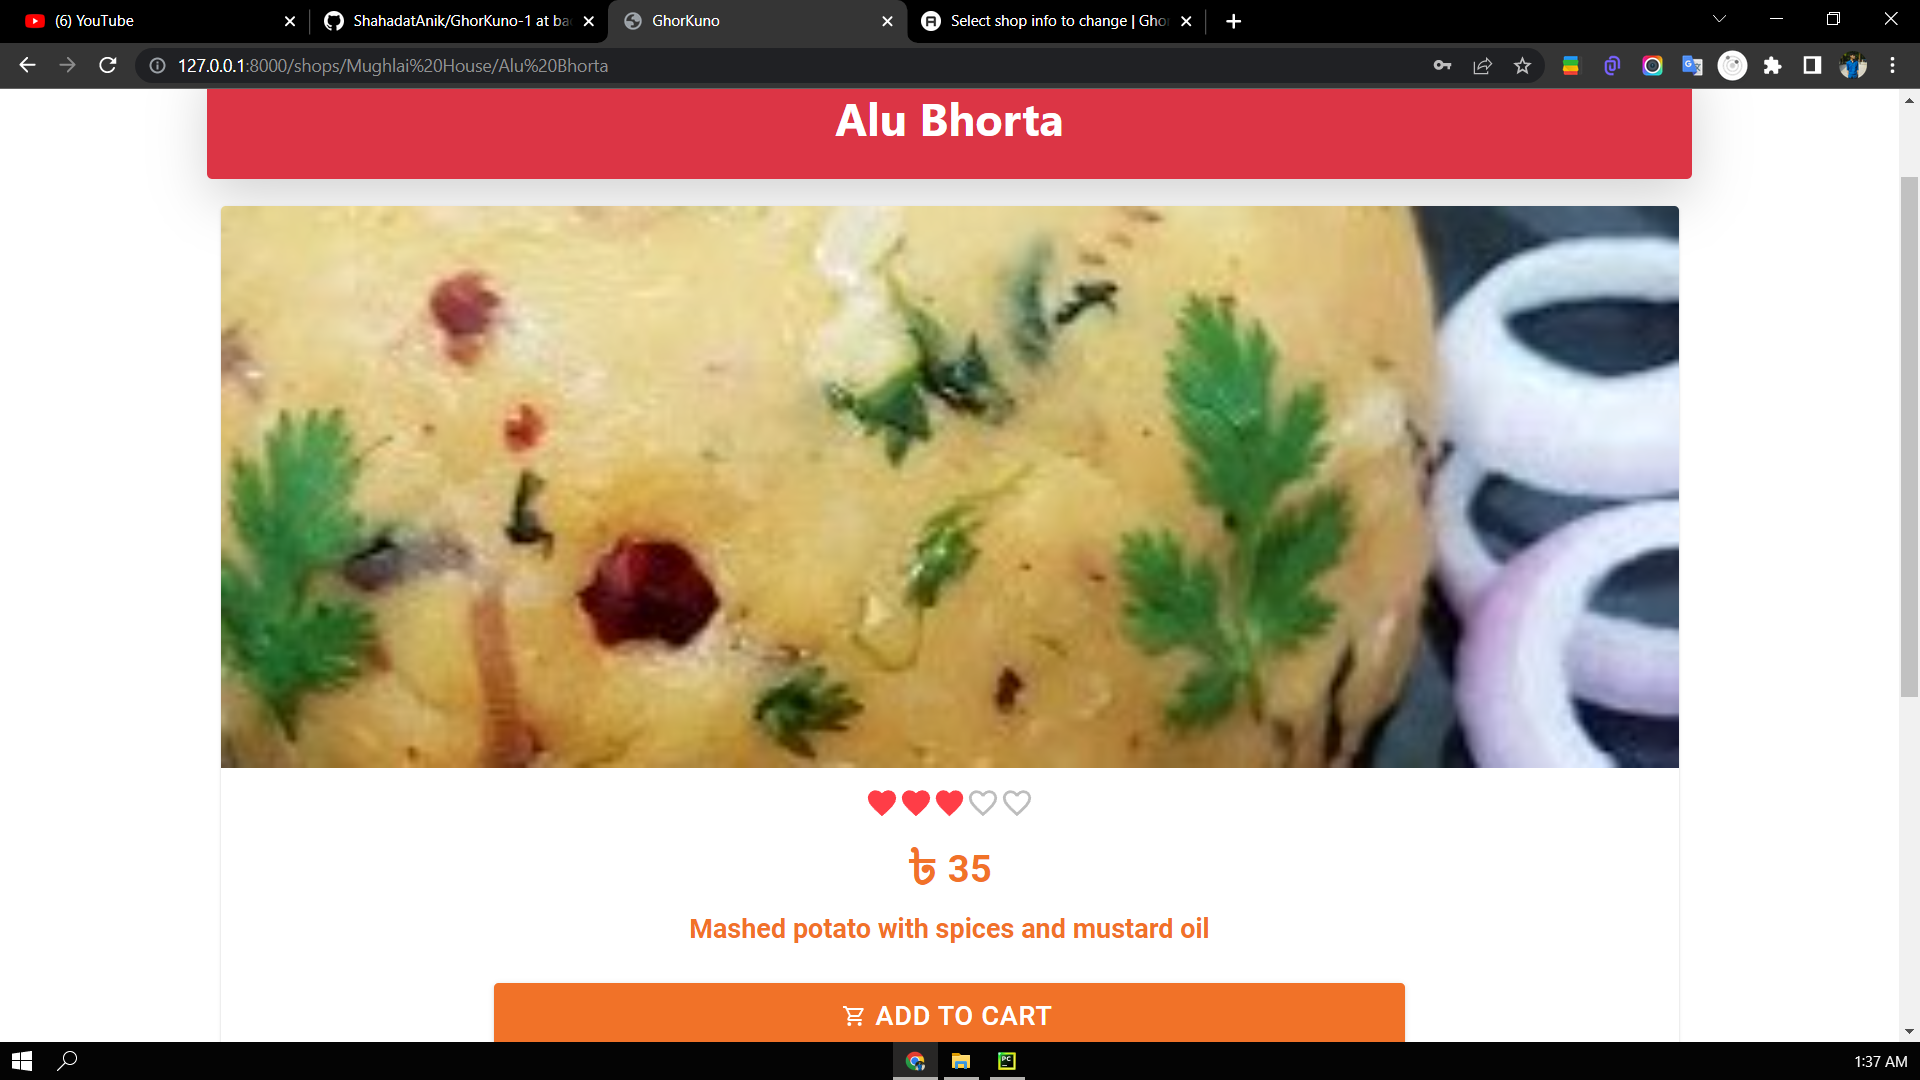 (6) YouTube
ShahadatAnik/GhorKuno-1 at ba
GhorKuno
Select shop info to change | Gho
127.0.0.1:8000/shops/Mughlai%20House/Alu%20Bhorta
Alu Bhorta
৳ 35
Mashed potato with spices and mustard oil
ADD TO CART
1:37 AM